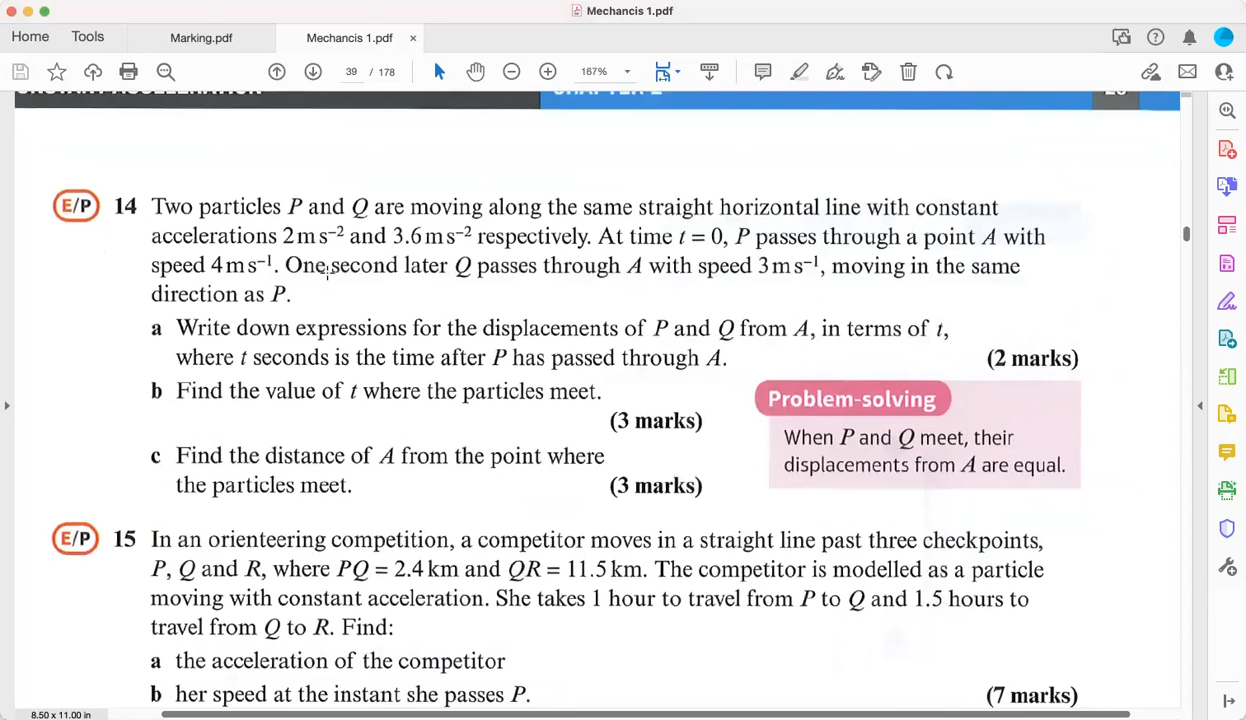 Mechancis 1.pdf
Home Tools Marking.pdf Mechancis 1.pdf ×
39 / 178 167%
14 Two particles P and Q are moving along the same straight horizontal line with constant
E/P
accelerations 2 m s⁻² and 3.6 m s⁻² respectively. At time t = 0, P passes through a point A with
speed 4 m s⁻¹. One second later Q passes through A with speed 3 m s⁻¹, moving in the same
direction as P.
a Write down expressions for the displacements of P and Q from A, in terms of t,
where t seconds is the time after P has passed through A. (2 marks)
b Find the value of t where the particles meet.
(3 marks)
c Find the distance of A from the point where
the particles meet. (3 marks)
Problem-solving
When P and Q meet, their
displacements from A are equal.
E/P
15 In an orienteering competition, a competitor moves in a straight line past three checkpoints,
P, Q and R, where PQ = 2.4 km and QR = 11.5 km. The competitor is modelled as a particle
moving with constant acceleration. She takes 1 hour to travel from P to Q and 1.5 hours to
travel from Q to R. Find:
a the acceleration of the competitor
b her speed at the instant she passes P. (7 marks)
8.50 x 11.00 in